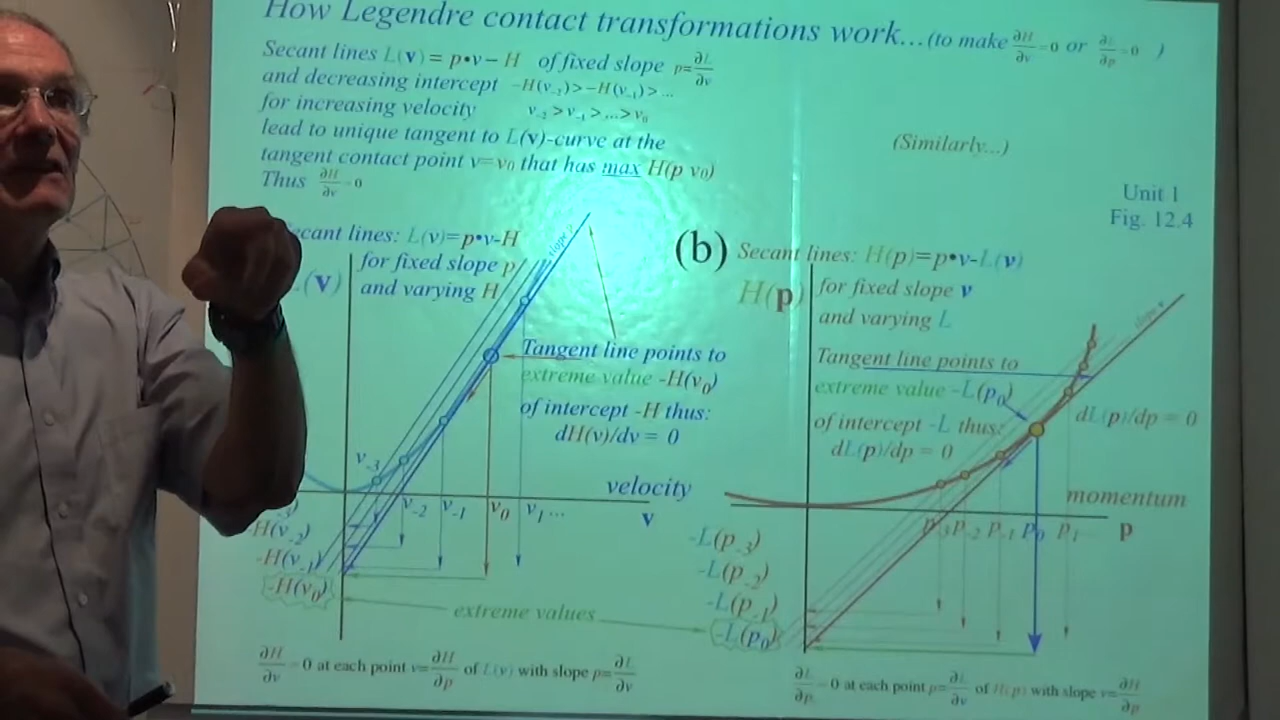 How Legendre contact transformations work...(to make ∂H/∂v=0 or ∂L/∂p=0 )
Secant lines L(v) = p•v − H of fixed slope p=∂L/∂v
and decreasing intercept -H(v₋₂)>-H(v₋₁)>...
for increasing velocity v₋₂>v₋₁>...>v₀
lead to unique tangent to L(v)-curve at the
tangent contact point v=v₀ that has max H(p v₀)
Thus ∂H/∂v=0
(Similarly...)
Unit 1
Fig. 12.4
ecant lines: L(v)=p•v-H
for fixed slope p
and varying H
(v)
slope p
Tangent line points to
extreme value -H(v₀)
of intercept -H thus:
dH(v)/dv = 0
velocity
v
v₋₃
v₋₂
v₋₁
v₀
v₁...
H(v₋₂)
-H(v₋₁)
-H(v₀)
extreme values
∂H/∂v=0 at each point v=∂H/∂p of L(v) with slope p=∂L/∂v
(b)
Secant lines: H(p)=p•v-L(v)
H(p)
for fixed slope v
and varying L
slope v
Tangent line points to
extreme value -L(p₀)
of intercept -L thus:
dL(p)/dp = 0
dL(p)/dp = 0
momentum
p
p₋₃
p₋₂
p₋₁
p₀
p₁
-L(p₋₃)
-L(p₋₂)
-L(p₋₁)
-L(p₀)
∂L/∂p=0 at each point p=∂L/∂v of H(p) with slope v=∂H/∂p